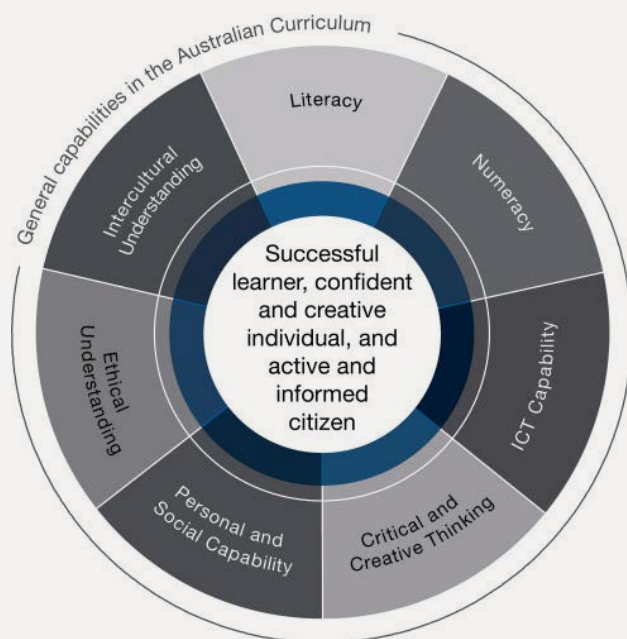 General capabilities in the Australian Curriculum
Literacy
Numeracy
ICT Capability
Critical and
Creative Thinking
Personal and
Social Capability
Ethical
Understanding
Intercultural
Understanding
Successful
learner, confident
and creative
individual, and
active and
informed
citizen